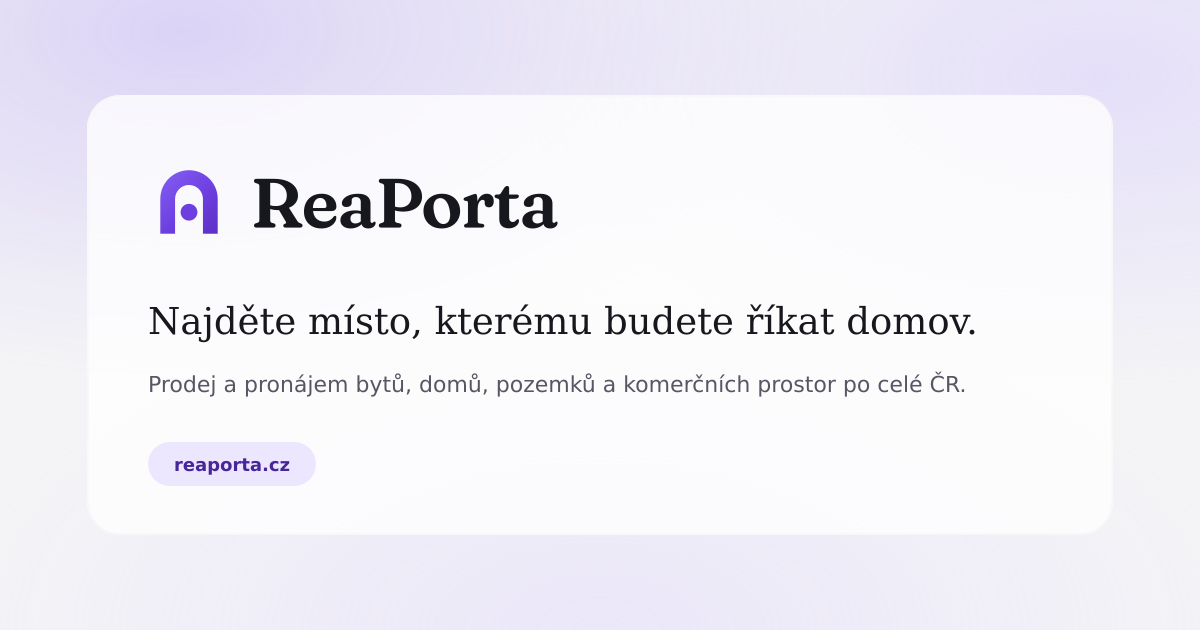 ReaPorta
Najděte místo, kterému budete říkat domov.
Prodej a pronájem bytů, domů, pozemků a komerčních prostor po celé ČR.
reaporta.cz